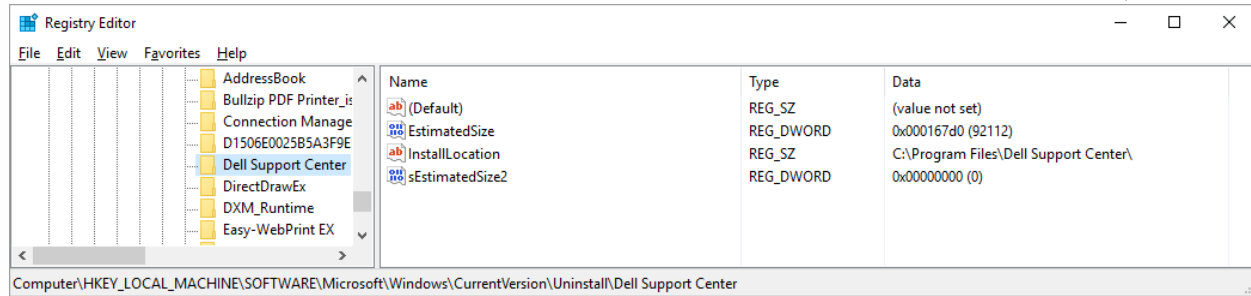 Registry Editor
File Edit View Favorites Help
AddressBook
Bullzip PDF Printer_is
Connection Manage
D1506E0025B5A3F9E
Dell Support Center
DirectDrawEx
DXM_Runtime
Easy-WebPrint EX
Name Type Data
(Default) REG_SZ (value not set)
EstimatedSize REG_DWORD 0x000167d0 (92112)
InstallLocation REG_SZ C:\Program Files\Dell Support Center\
sEstimatedSize2 REG_DWORD 0x00000000 (0)
Computer\HKEY_LOCAL_MACHINE\SOFTWARE\Microsoft\Windows\CurrentVersion\Uninstall\Dell Support Center